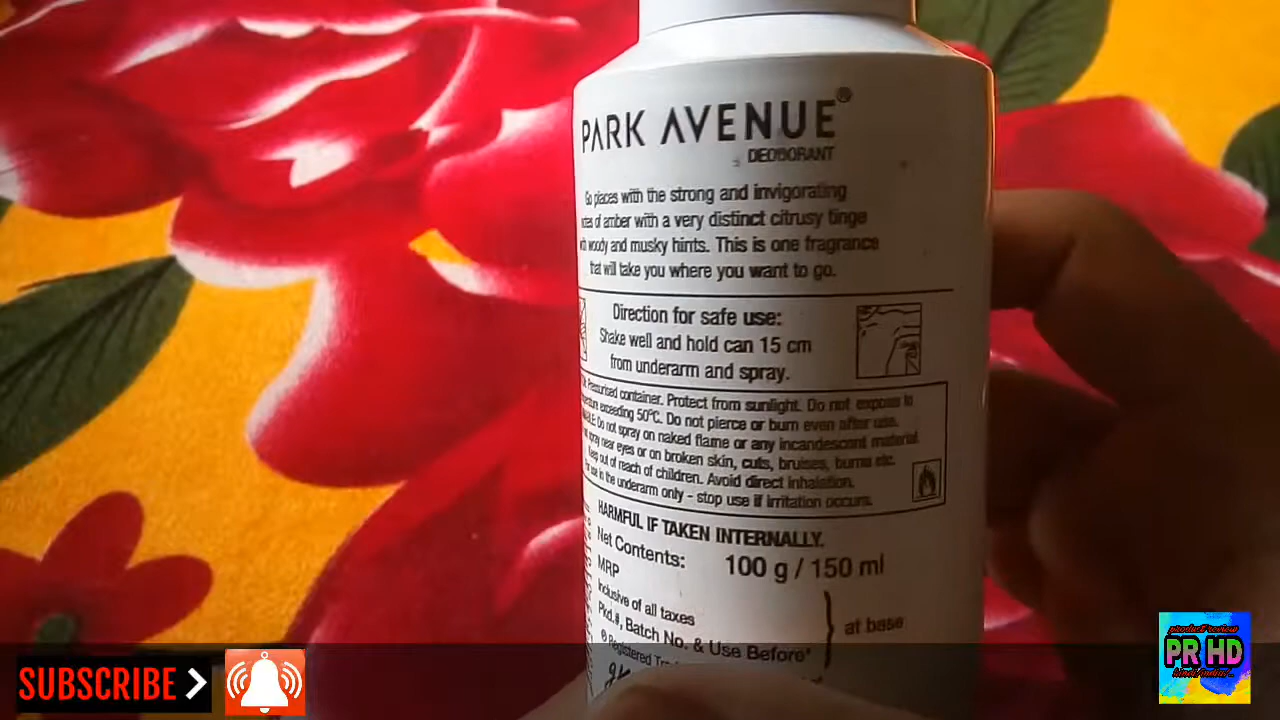 PARK AVENUE®
DEODORANT
Go places with the strong and invigorating
notes of amber with a very distinct citrusy tinge
with woody and musky hints. This is one fragrance
that will take you where you want to go.
Direction for safe use:
Shake well and hold can 15 cm
from underarm and spray.
Pressurised container. Protect from sunlight. Do not expose to
exceeding 50°C. Do not pierce or burn even after use.
Do not spray on naked flame or any incandescent material.
spray near eyes or on broken skin, cuts, bruises, burns etc.
Keep out of reach of children. Avoid direct inhalation.
For use in the underarm only - stop use if irritation occurs.
HARMFUL IF TAKEN INTERNALLY.
Net Contents: 100 g / 150 ml
MRP
Inclusive of all taxes
Pkd.#, Batch No. & Use Before*
at base
® Registered
SUBSCRIBE
product review
PR HD